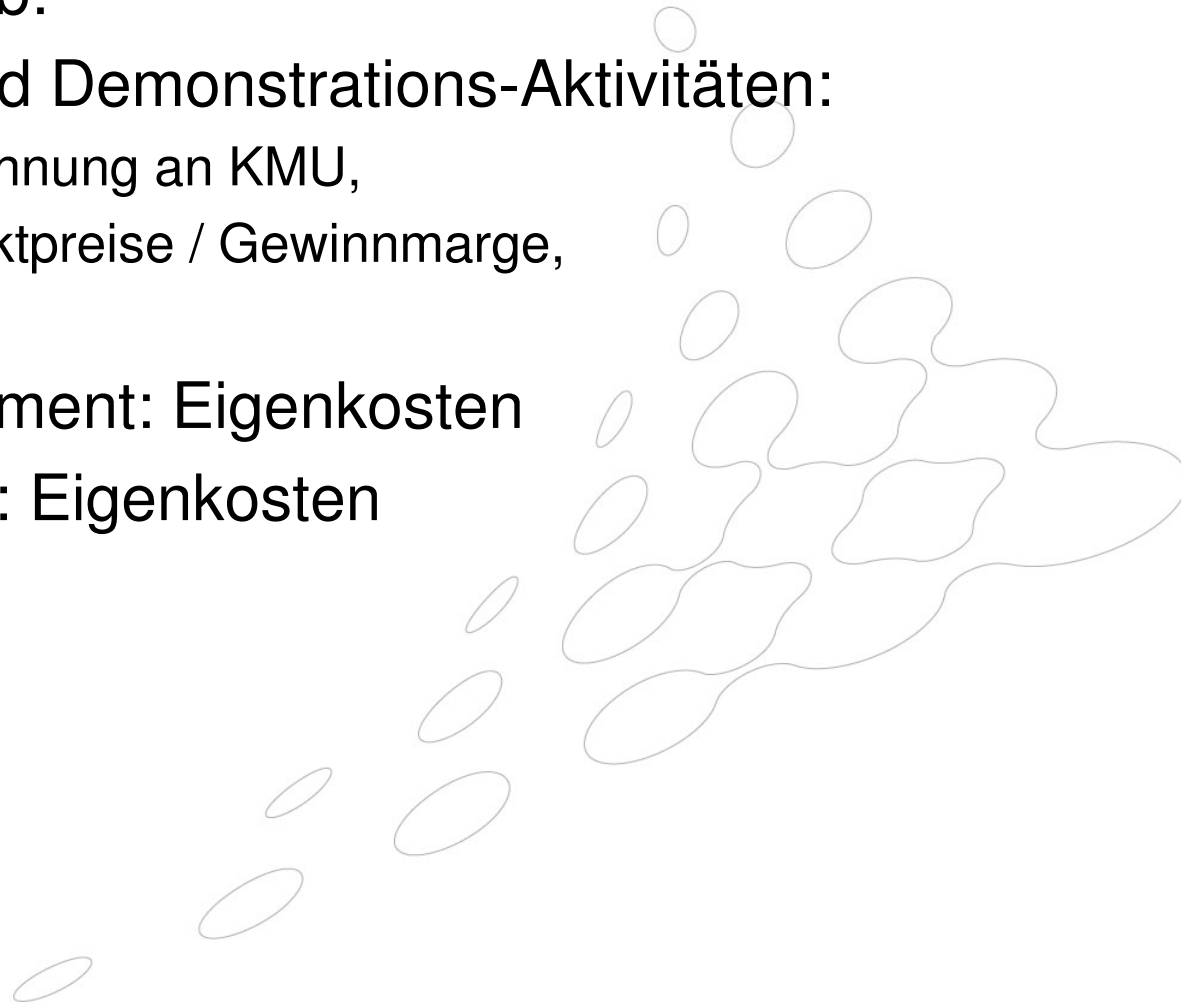 d Demonstrations-Aktivitäten:
nnung an KMU,
ktpreise / Gewinnmarge,
ment: Eigenkosten
: Eigenkosten